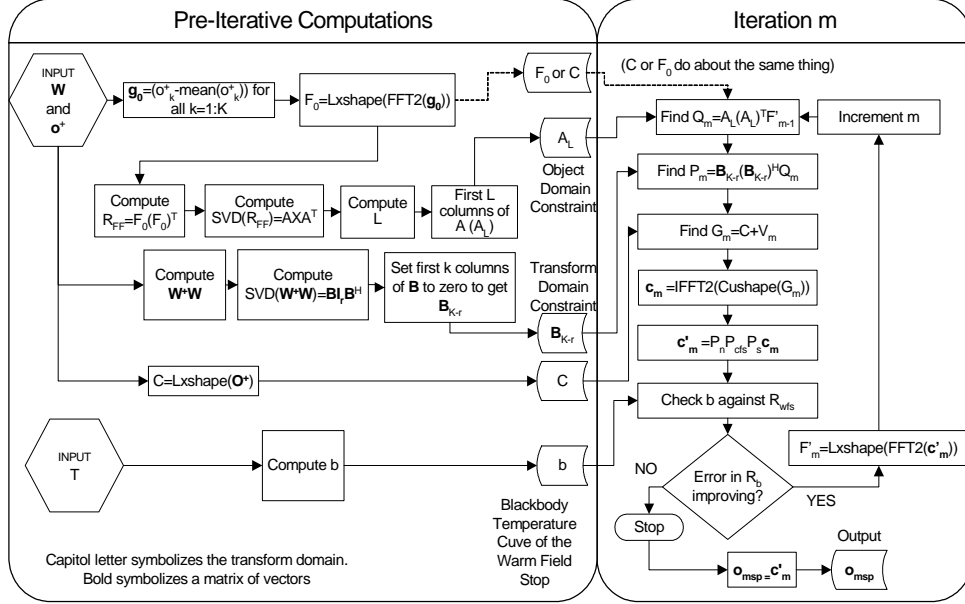 Pre-Iterative Computations
Iteration m
INPUT
W
and
o⁺
g₀=(o⁺ₖ-mean(o⁺ₖ)) for
all k=1:K
F₀=Lxshape(FFT2(g₀))
F₀ or C
(C or F₀ do about the same thing)
Find Qₘ=A_L(A_L)ᵀF'ₘ₋₁
Increment m
A_L
Object
Domain
Constraint
Compute
R_FF=F₀(F₀)ᵀ
Compute
SVD(R_FF)=AXAᵀ
Compute
L
First L
columns of
A (A_L)
Find Pₘ=B_K-r(B_K-r)ᴴQₘ
Find Gₘ=C+Vₘ
Compute
W⁺W
Compute
SVD(W⁺W)=BIᵣBᴴ
Set first k columns
of B to zero to get
B_K-r
Transform
Domain
Constraint
B_K-r
cₘ=IFFT2(Cushape(Gₘ))
c'ₘ=PₙP_cfsPₛcₘ
C=Lxshape(O⁺)
C
Check b against R_wfs
INPUT
T
Compute b
b
Blackbody
Temperature
Cuve of the
Warm Field
Stop
Error in
R_b
improving?
NO
YES
F'ₘ=Lxshape(FFT2(c'ₘ))
Stop
Output
o_msp=c'ₘ
o_msp
Capitol letter symbolizes the transform domain.
Bold symbolizes a matrix of vectors